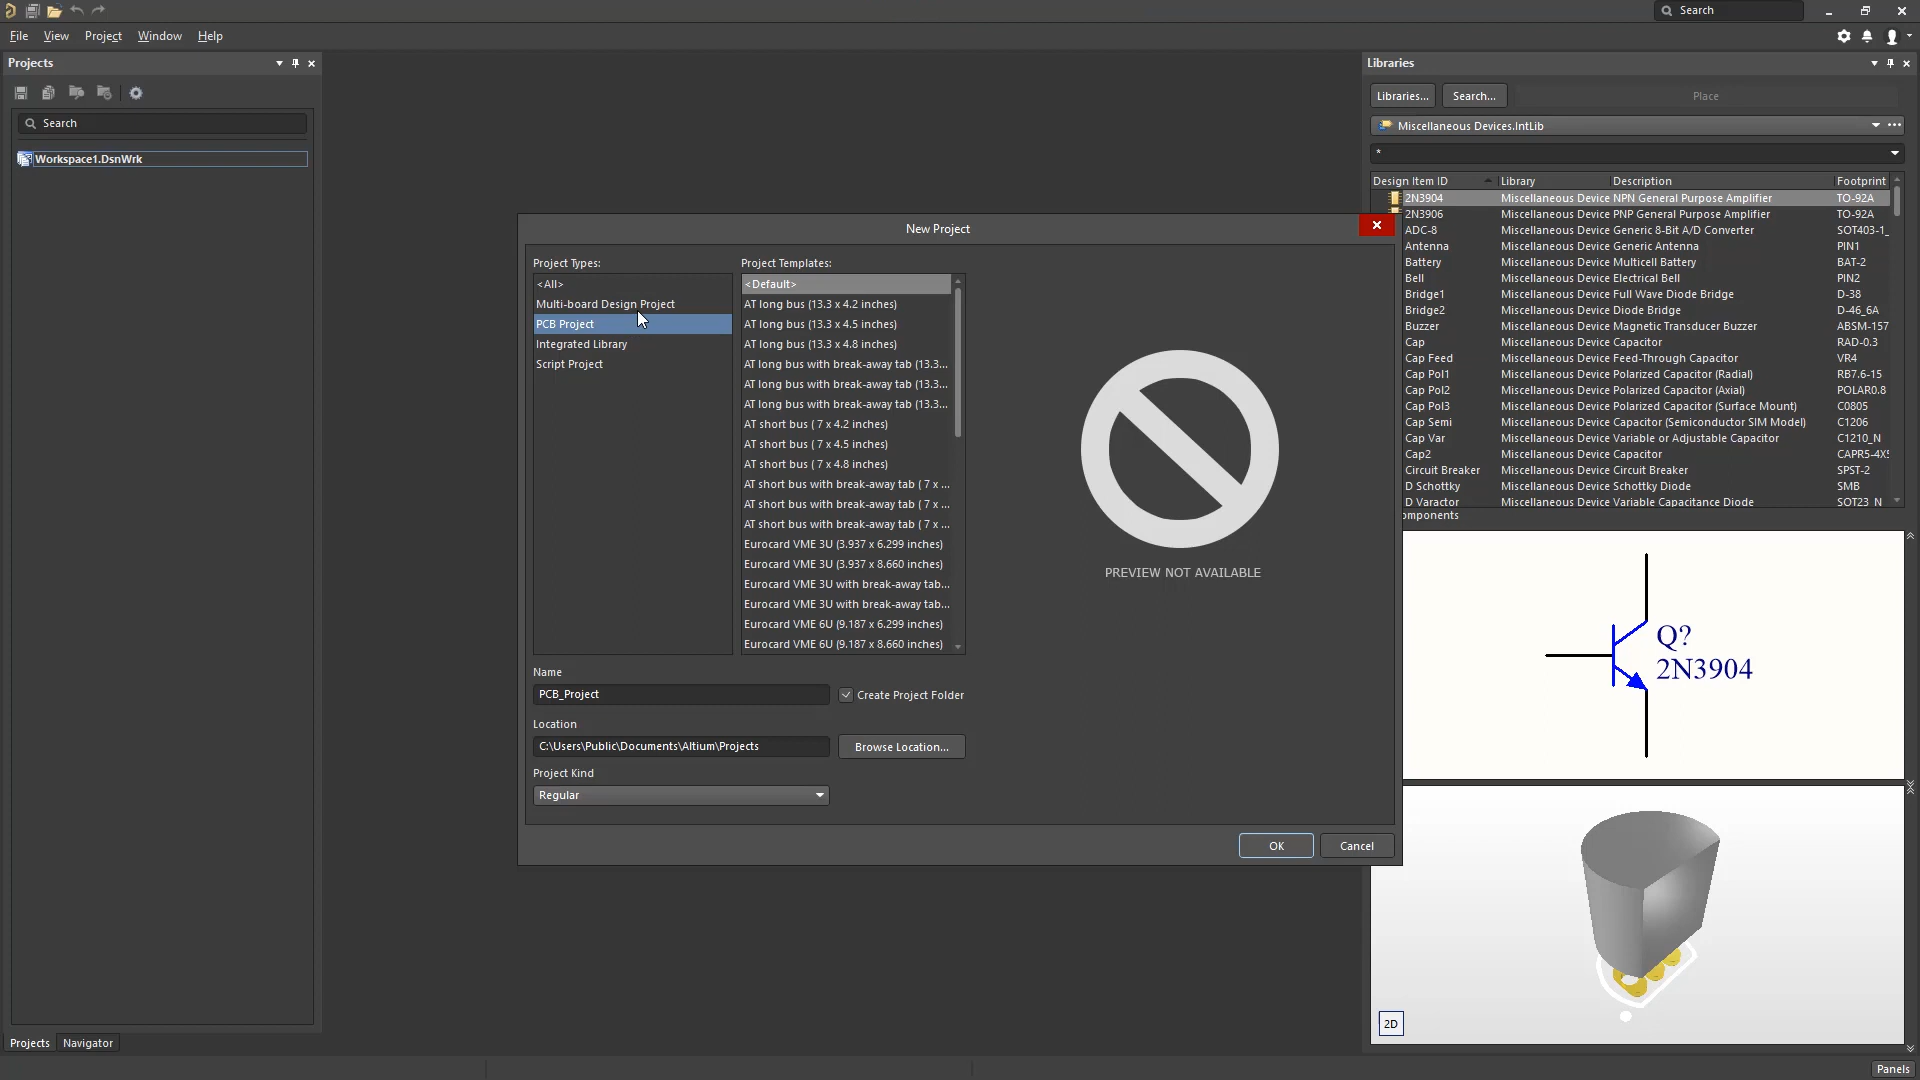 Search
File View Project Window Help
Projects
Search
Workspace1.DsnWrk
Projects Navigator
New Project
Project Types:
<All>
Multi-board Design Project
PCB Project
Integrated Library
Script Project
Project Templates:
<Default>
AT long bus (13.3 x 4.2 inches)
AT long bus (13.3 x 4.5 inches)
AT long bus (13.3 x 4.8 inches)
AT long bus with break-away tab (13.3...
AT long bus with break-away tab (13.3...
AT long bus with break-away tab (13.3...
AT short bus ( 7 x 4.2 inches)
AT short bus ( 7 x 4.5 inches)
AT short bus ( 7 x 4.8 inches)
AT short bus with break-away tab ( 7 x ...
AT short bus with break-away tab ( 7 x ...
AT short bus with break-away tab ( 7 x ...
Eurocard VME 3U (3.937 x 6.299 inches)
Eurocard VME 3U (3.937 x 8.660 inches)
Eurocard VME 3U with break-away tab...
Eurocard VME 3U with break-away tab...
Eurocard VME 6U (9.187 x 6.299 inches)
Eurocard VME 6U (9.187 x 8.660 inches)
PREVIEW NOT AVAILABLE
Name
PCB_Project
Create Project Folder
Location
C:\Users\Public\Documents\Altium\Projects
Browse Location...
Project Kind
Regular
OK Cancel
Libraries
Libraries... Search... Place
Miscellaneous Devices.IntLib
*
Design Item ID Library Description Footprint
2N3904 Miscellaneous Device NPN General Purpose Amplifier TO-92A
2N3906 Miscellaneous Device PNP General Purpose Amplifier TO-92A
ADC-8 Miscellaneous Device Generic 8-Bit A/D Converter SOT403-1_
Antenna Miscellaneous Device Generic Antenna PIN1
Battery Miscellaneous Device Multicell Battery BAT-2
Bell Miscellaneous Device Electrical Bell PIN2
Bridge1 Miscellaneous Device Full Wave Diode Bridge D-38
Bridge2 Miscellaneous Device Diode Bridge D-46_6A
Buzzer Miscellaneous Device Magnetic Transducer Buzzer ABSM-157
Cap Miscellaneous Device Capacitor RAD-0.3
Cap Feed Miscellaneous Device Feed-Through Capacitor VR4
Cap Pol1 Miscellaneous Device Polarized Capacitor (Radial) RB7.6-15
Cap Pol2 Miscellaneous Device Polarized Capacitor (Axial) POLAR0.8
Cap Pol3 Miscellaneous Device Polarized Capacitor (Surface Mount) C0805
Cap Semi Miscellaneous Device Capacitor (Semiconductor SIM Model) C1206
Cap Var Miscellaneous Device Variable or Adjustable Capacitor C1210_N
Cap2 Miscellaneous Device Capacitor CAPR5-4X5
Circuit Breaker Miscellaneous Device Circuit Breaker SPST-2
D Schottky Miscellaneous Device Schottky Diode SMB
D Varactor Miscellaneous Device Variable Capacitance Diode SOT23_N
omponents
Q?
2N3904
2D
Panels